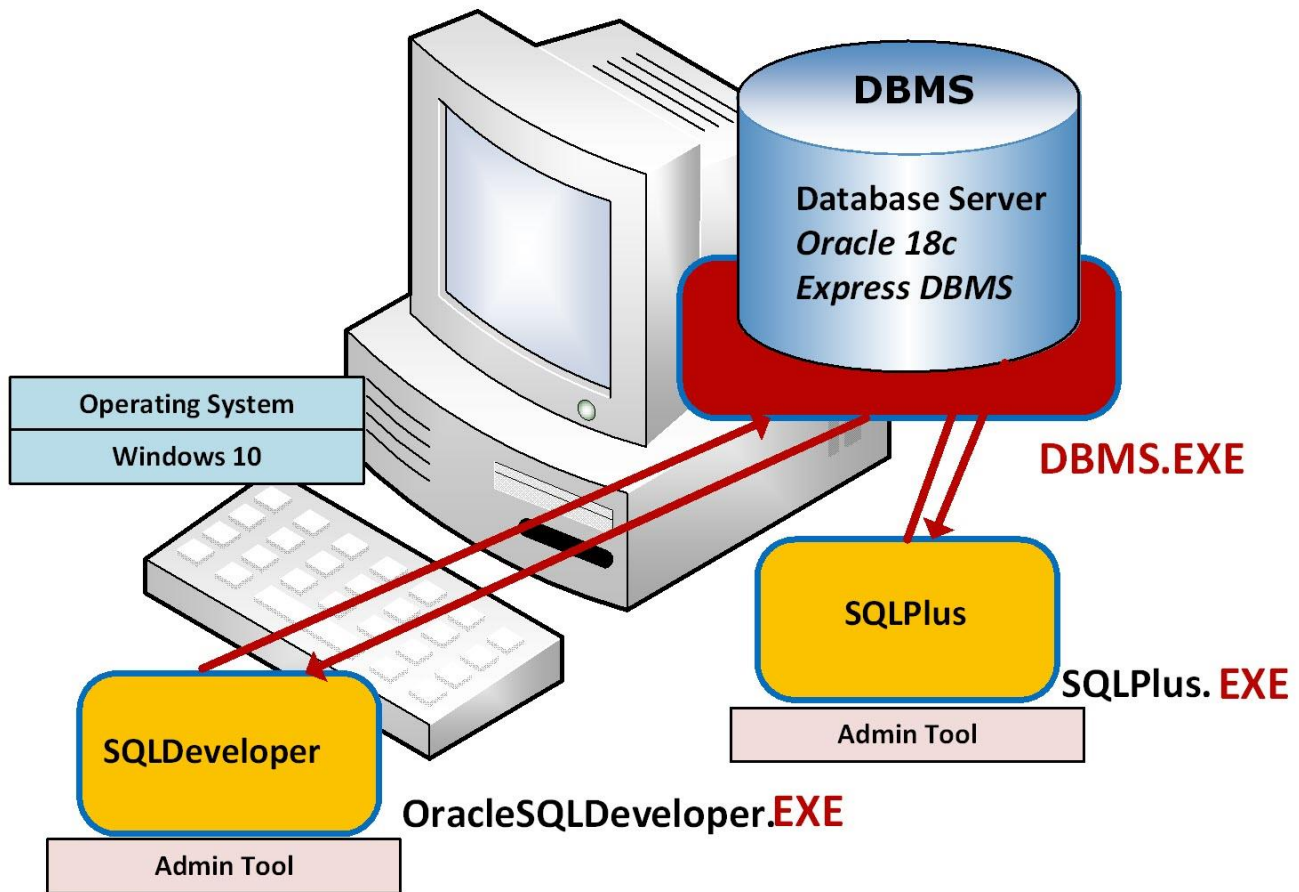 DBMS
Database Server
Oracle 18c
Express DBMS
Operating System
Windows 10
DBMS.EXE
SQLPlus
SQLPlus. EXE
Admin Tool
SQLDeveloper
OracleSQLDeveloper.EXE
Admin Tool